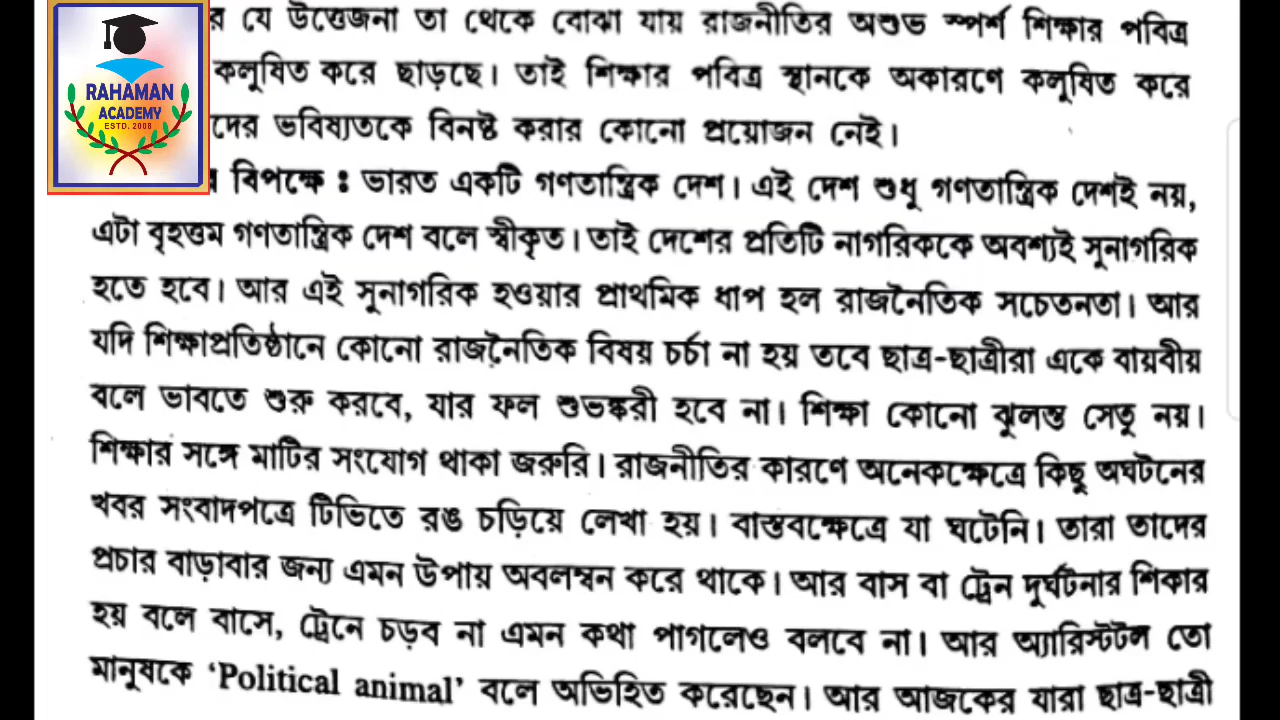 RAHAMAN
ACADEMY
ESTD. 2008
র যে উত্তেজনা তা থেকে বোঝা যায় রাজনীতির অশুভ স্পর্শ শিক্ষার পবিত্র
কলুষিত করে ছাড়ছে। তাই শিক্ষার পবিত্র স্থানকে অকারণে কলুষিত করে
দের ভবিষ্যতকে বিনষ্ট করার কোনো প্রয়োজন নেই।
বিপক্ষে : ভারত একটি গণতান্ত্রিক দেশ। এই দেশ শুধু গণতান্ত্রিক দেশই নয়,
এটা বৃহত্তম গণতান্ত্রিক দেশ বলে স্বীকৃত। তাই দেশের প্রতিটি নাগরিককে অবশ্যই সুনাগরিক
হতে হবে। আর এই সুনাগরিক হওয়ার প্রাথমিক ধাপ হল রাজনৈতিক সচেতনতা। আর
যদি শিক্ষাপ্রতিষ্ঠানে কোনো রাজনৈতিক বিষয় চর্চা না হয় তবে ছাত্র-ছাত্রীরা একে বায়বীয়
বলে ভাবতে শুরু করবে, যার ফল শুভঙ্করী হবে না। শিক্ষা কোনো ঝুলন্ত সেতু নয়।
শিক্ষার সঙ্গে মাটির সংযোগ থাকা জরুরি। রাজনীতির কারণে অনেকক্ষেত্রে কিছু অঘটনের
খবর সংবাদপত্রে টিভিতে রঙ চড়িয়ে লেখা হয়। বাস্তবক্ষেত্রে যা ঘটেনি। তারা তাদের
প্রচার বাড়াবার জন্য এমন উপায় অবলম্বন করে থাকে। আর বাস বা ট্রেন দুর্ঘটনার শিকার
হয় বলে বাসে, ট্রেনে চড়ব না এমন কথা পাগলেও বলবে না। আর অ্যারিস্টটল তো
মানুষকে ‘Political animal’ বলে অভিহিত করেছেন। আর আজকের যারা ছাত্র-ছাত্রী